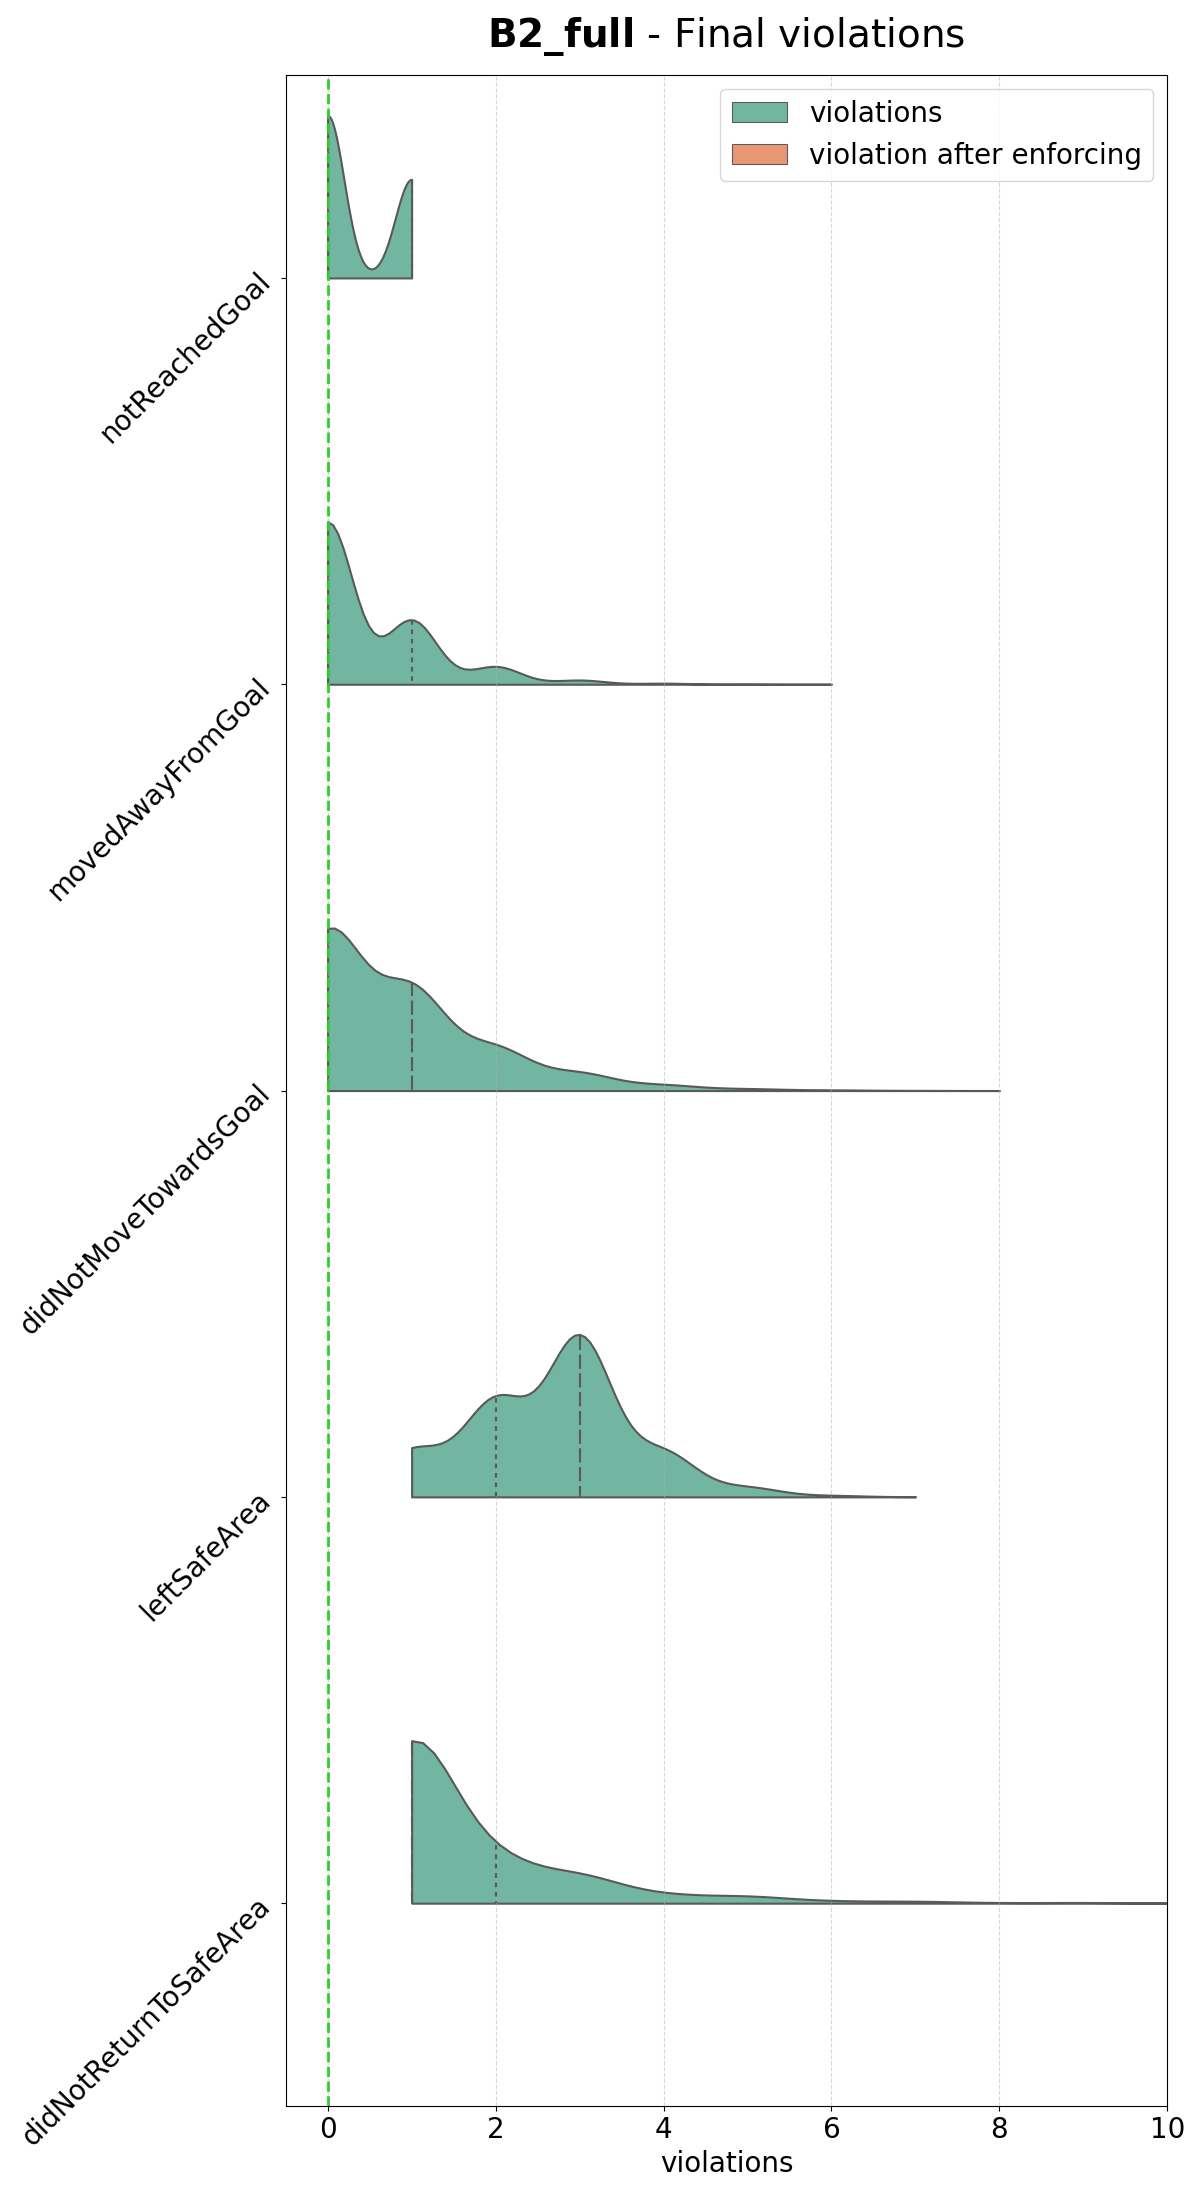 B2_full - Final violations
violations
violation after enforcing
notReachedGoal
movedAwayFromGoal
didNotMoveTowardsGoal
leftSafeArea
didNotReturnToSafeArea
0 2 4 6 8 10
violations